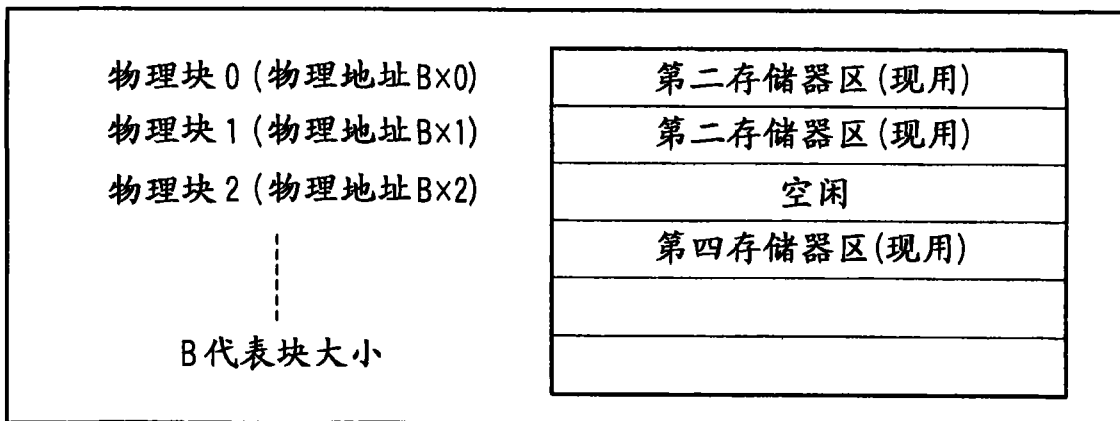 物理块 0 (物理地址 B×0)
第二存储器区(现用)
物理块 1 (物理地址 B×1)
第二存储器区(现用)
物理块 2 (物理地址 B×2)
空闲
第四存储器区(现用)
B代表块大小